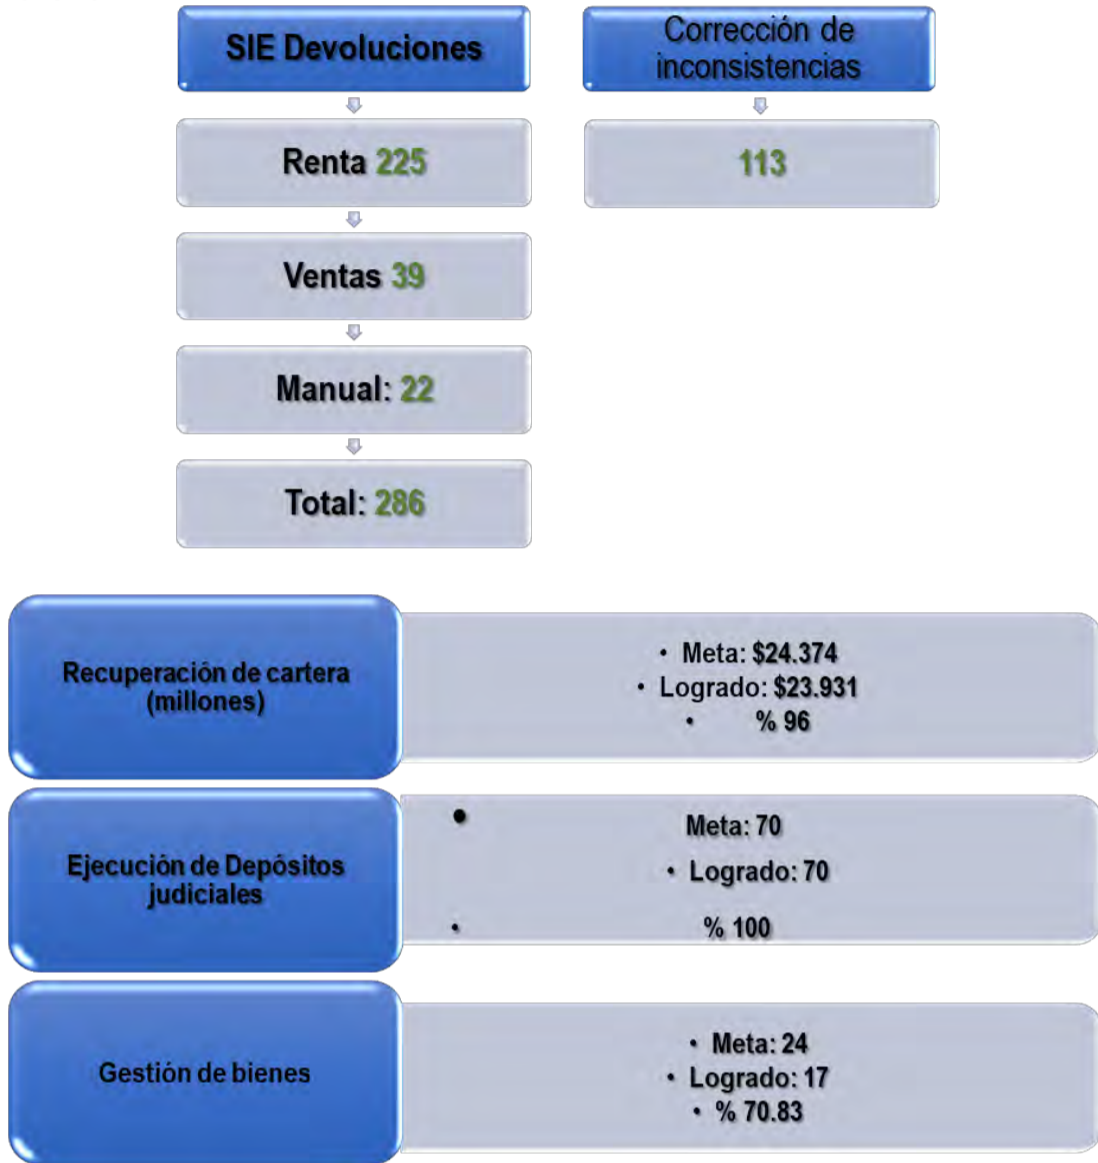 SIE Devoluciones
Renta 225
Ventas 39
Manual: 22
Total: 286
Corrección de
inconsistencias
113
Recuperación de cartera
(millones)
• Meta: $24.374
• Logrado: $23.931
• % 96
Ejecución de Depósitos
judiciales
• Meta: 70
• Logrado: 70
• % 100
Gestión de bienes
• Meta: 24
• Logrado: 17
• % 70.83